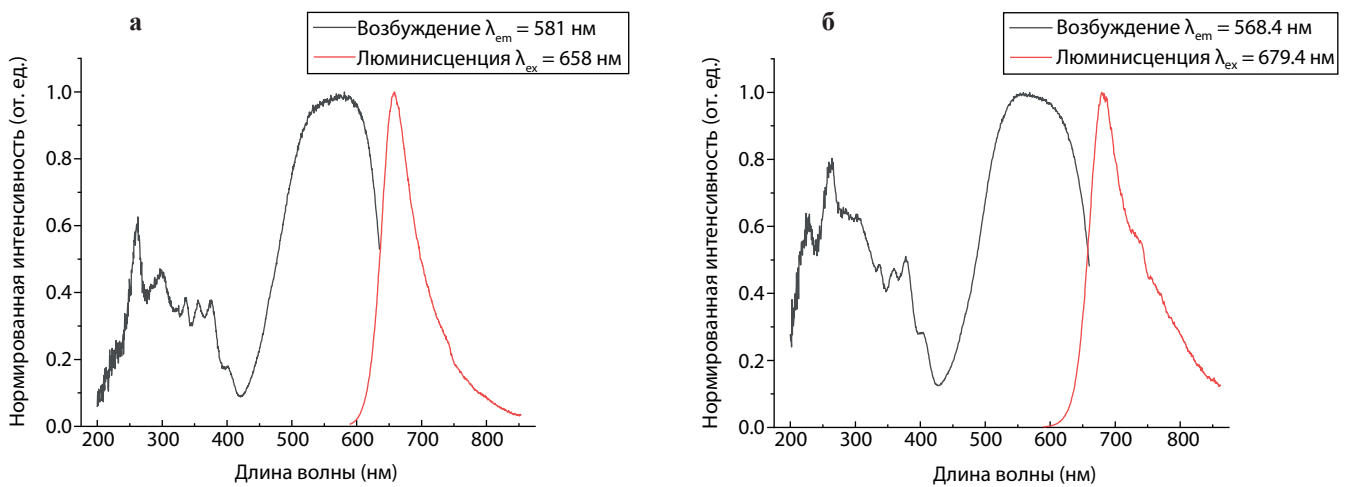 а
Возбуждение λem = 581 нм
Люминисценция λex = 658 нм
Нормированная интенсивность (от. ед.)
1.0
0.8
0.6
0.4
0.2
0.0
200 300 400 500 600 700 800
Длина волны (нм)
б
Возбуждение λem = 568.4 нм
Люминисценция λex = 679.4 нм
Нормированная интенсивность (от. ед.)
1.0
0.8
0.6
0.4
0.2
0.0
200 300 400 500 600 700 800
Длина волны (нм)